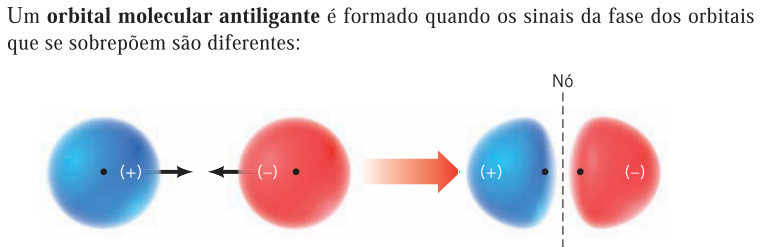 Um orbital molecular antiligante é formado quando os sinais da fase dos orbitais
que se sobrepõem são diferentes:
Nó
(+) (–) (+) (–)